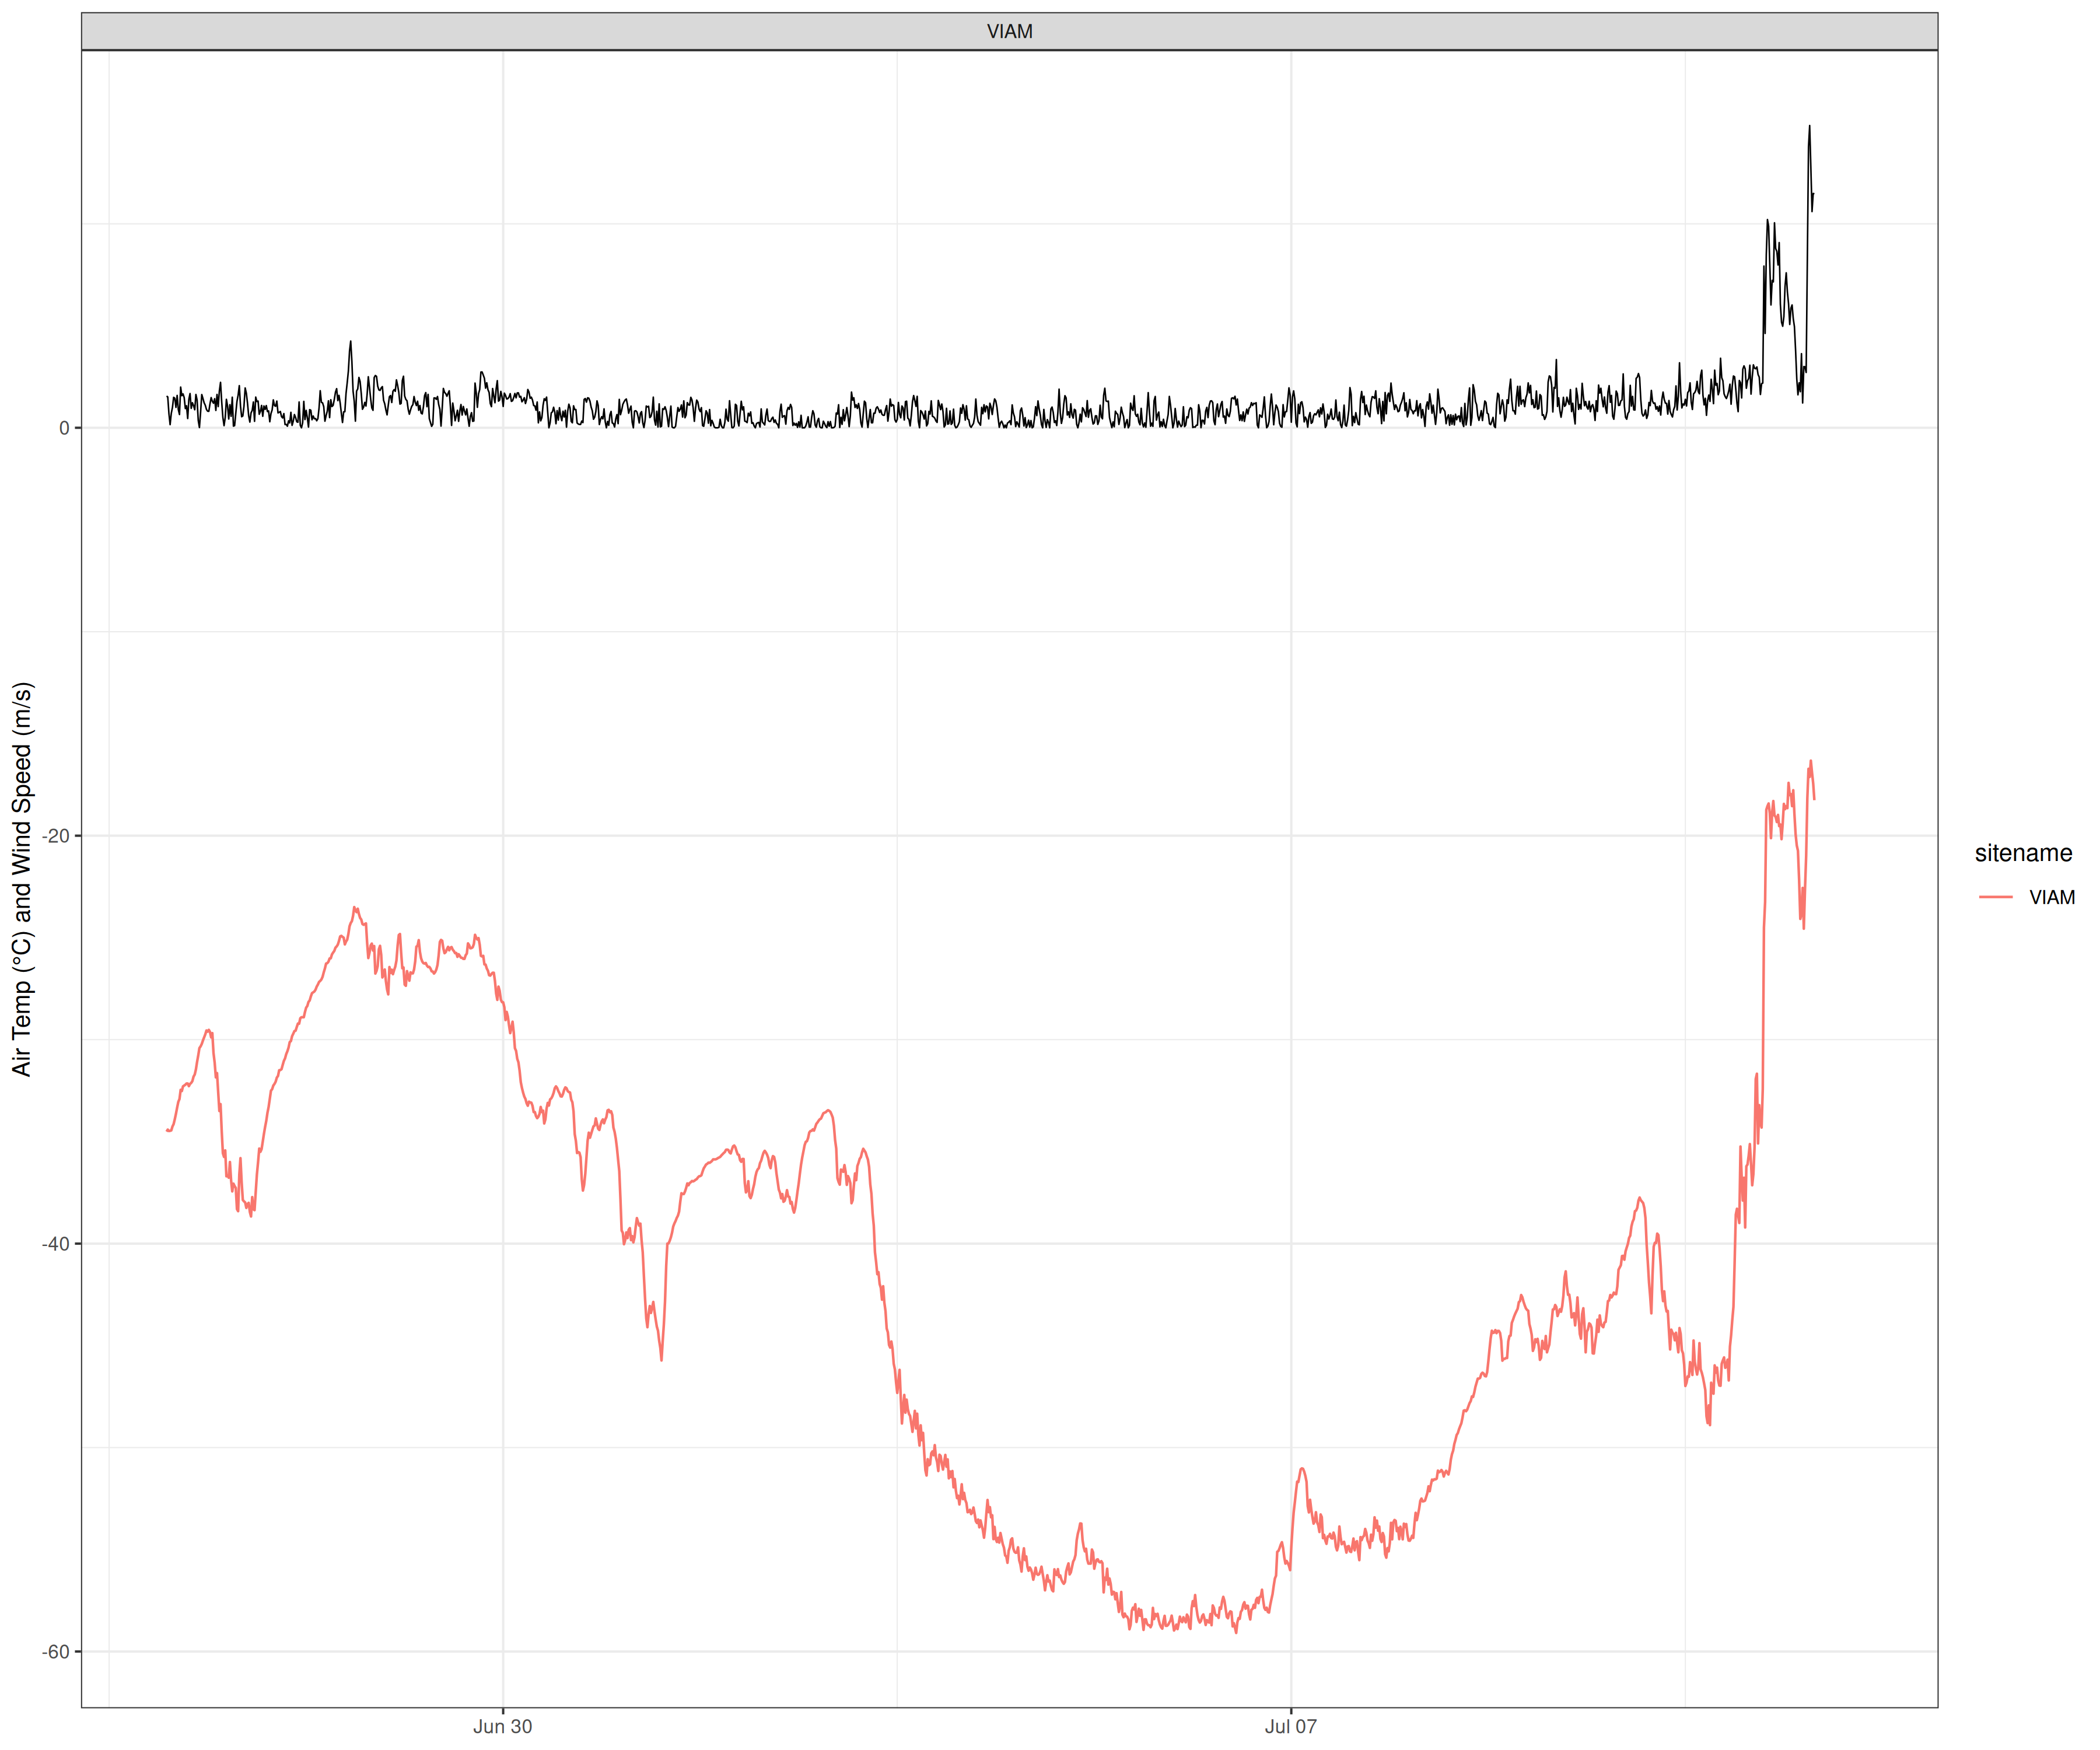 VIAM
Air Temp (°C) and Wind Speed (m/s)
0
-20
-40
-60
Jun 30
Jul 07
sitename
VIAM